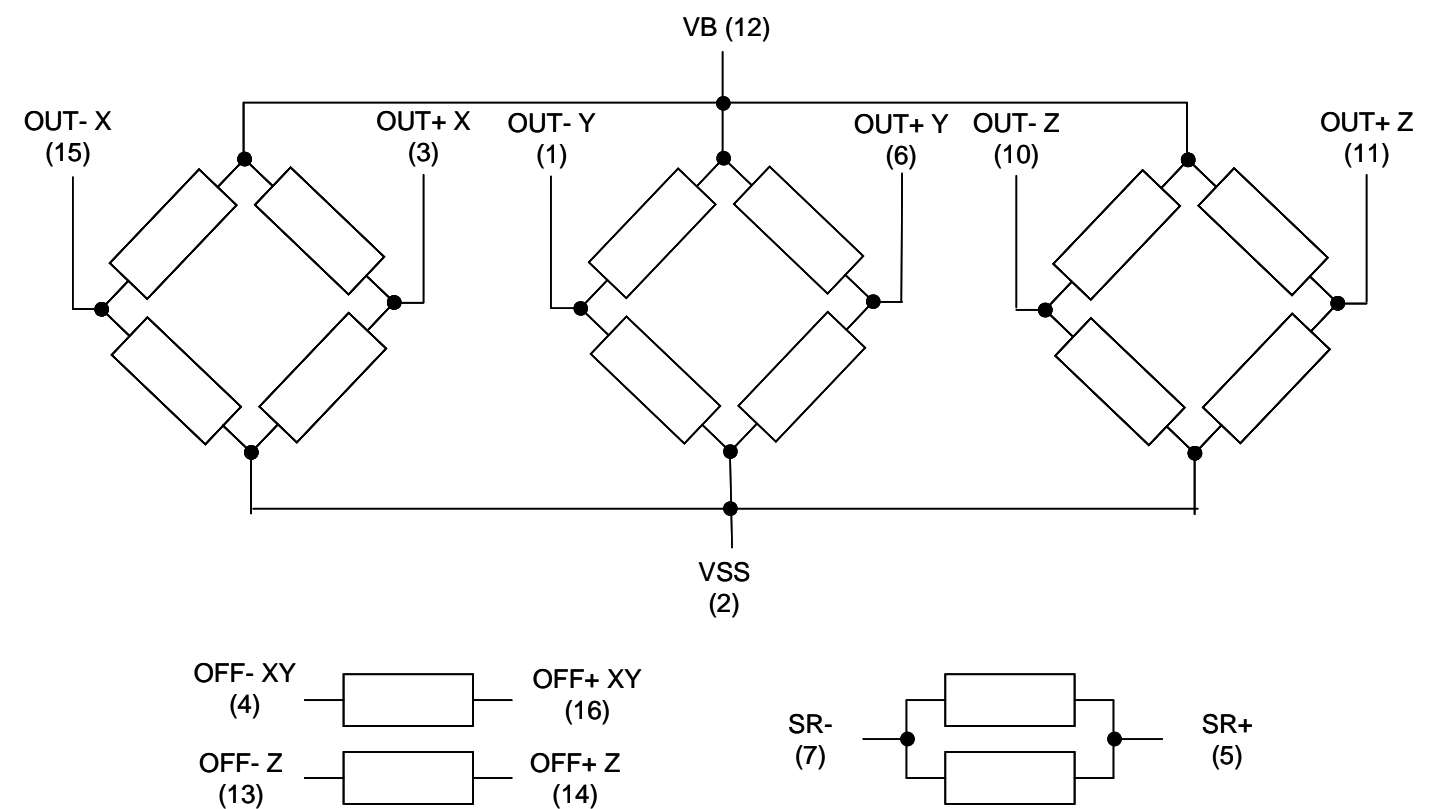 VB (12)
OUT- X
(15)
OUT+ X
(3)
OUT- Y
(1)
OUT+ Y
(6)
OUT- Z
(10)
OUT+ Z
(11)
VSS
(2)
OFF- XY
(4)
OFF+ XY
(16)
OFF- Z
(13)
OFF+ Z
(14)
SR-
(7)
SR+
(5)